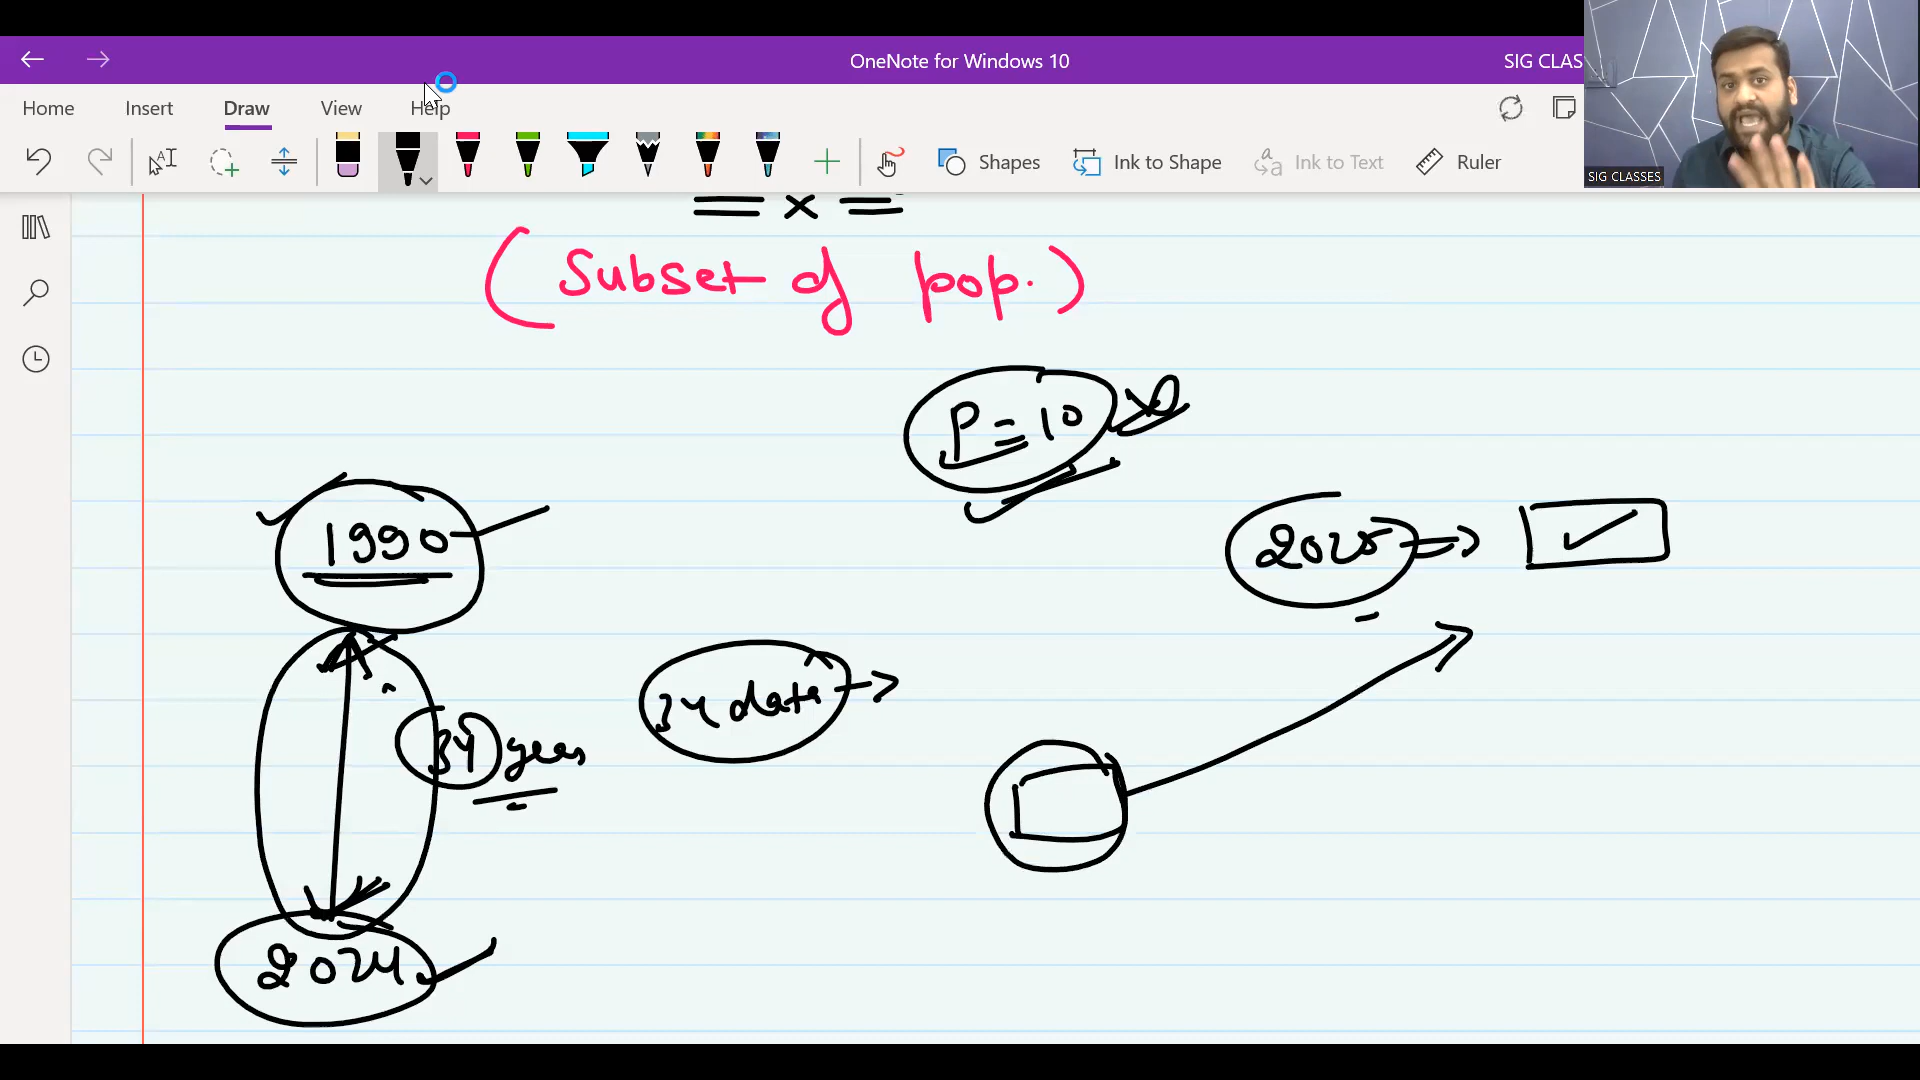 OneNote for Windows 10
SIG CLAS
Home Insert Draw View Help
Shapes Ink to Shape Ink to Text Ruler
SIG CLASSES
(Subset of pop.)
P = 10
1990
2025
34 data
34 years
2024